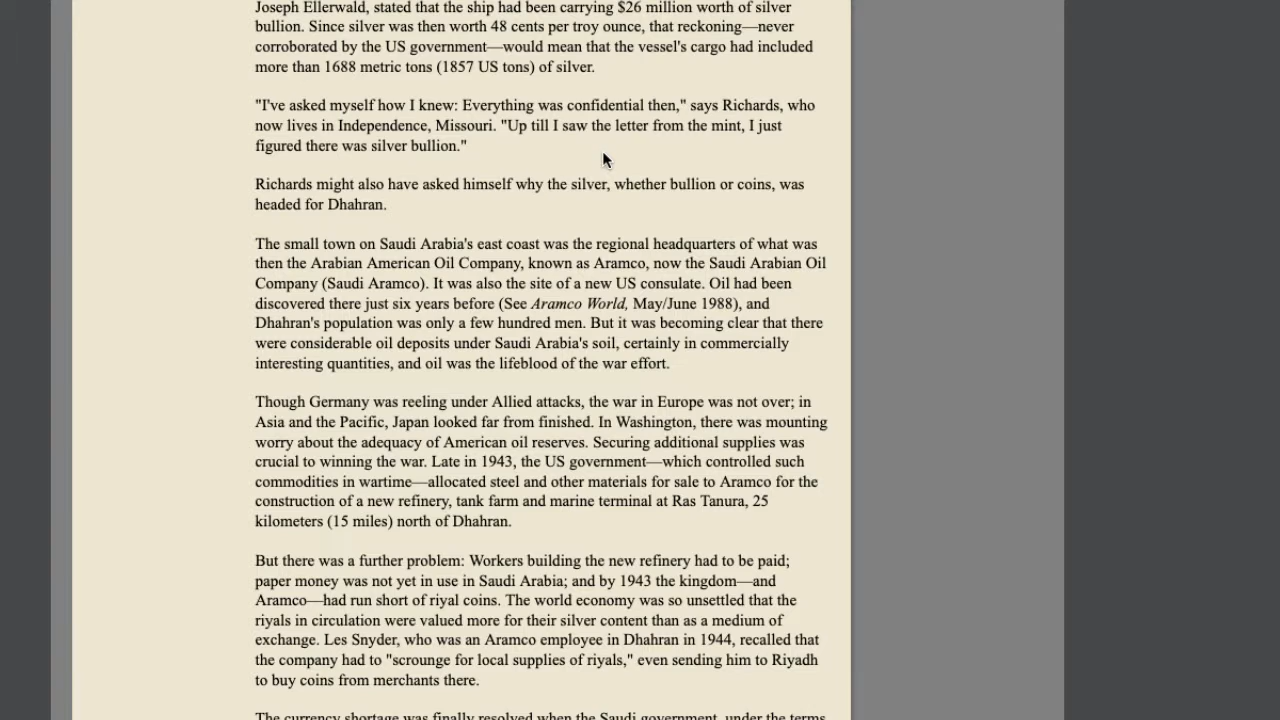 Joseph Ellerwald, stated that the ship had been carrying $26 million worth of silver
bullion. Since silver was then worth 48 cents per troy ounce, that reckoning—never
corroborated by the US government—would mean that the vessel's cargo had included
more than 1688 metric tons (1857 US tons) of silver.
"I've asked myself how I knew: Everything was confidential then," says Richards, who
now lives in Independence, Missouri. "Up till I saw the letter from the mint, I just
figured there was silver bullion."
Richards might also have asked himself why the silver, whether bullion or coins, was
headed for Dhahran.
The small town on Saudi Arabia's east coast was the regional headquarters of what was
then the Arabian American Oil Company, known as Aramco, now the Saudi Arabian Oil
Company (Saudi Aramco). It was also the site of a new US consulate. Oil had been
discovered there just six years before (See Aramco World, May/June 1988), and
Dhahran's population was only a few hundred men. But it was becoming clear that there
were considerable oil deposits under Saudi Arabia's soil, certainly in commercially
interesting quantities, and oil was the lifeblood of the war effort.
Though Germany was reeling under Allied attacks, the war in Europe was not over; in
Asia and the Pacific, Japan looked far from finished. In Washington, there was mounting
worry about the adequacy of American oil reserves. Securing additional supplies was
crucial to winning the war. Late in 1943, the US government—which controlled such
commodities in wartime—allocated steel and other materials for sale to Aramco for the
construction of a new refinery, tank farm and marine terminal at Ras Tanura, 25
kilometers (15 miles) north of Dhahran.
But there was a further problem: Workers building the new refinery had to be paid;
paper money was not yet in use in Saudi Arabia; and by 1943 the kingdom—and
Aramco—had run short of riyal coins. The world economy was so unsettled that the
riyals in circulation were valued more for their silver content than as a medium of
exchange. Les Snyder, who was an Aramco employee in Dhahran in 1944, recalled that
the company had to "scrounge for local supplies of riyals," even sending him to Riyadh
to buy coins from merchants there.
The currency shortage was finally resolved when the Saudi government, under the terms